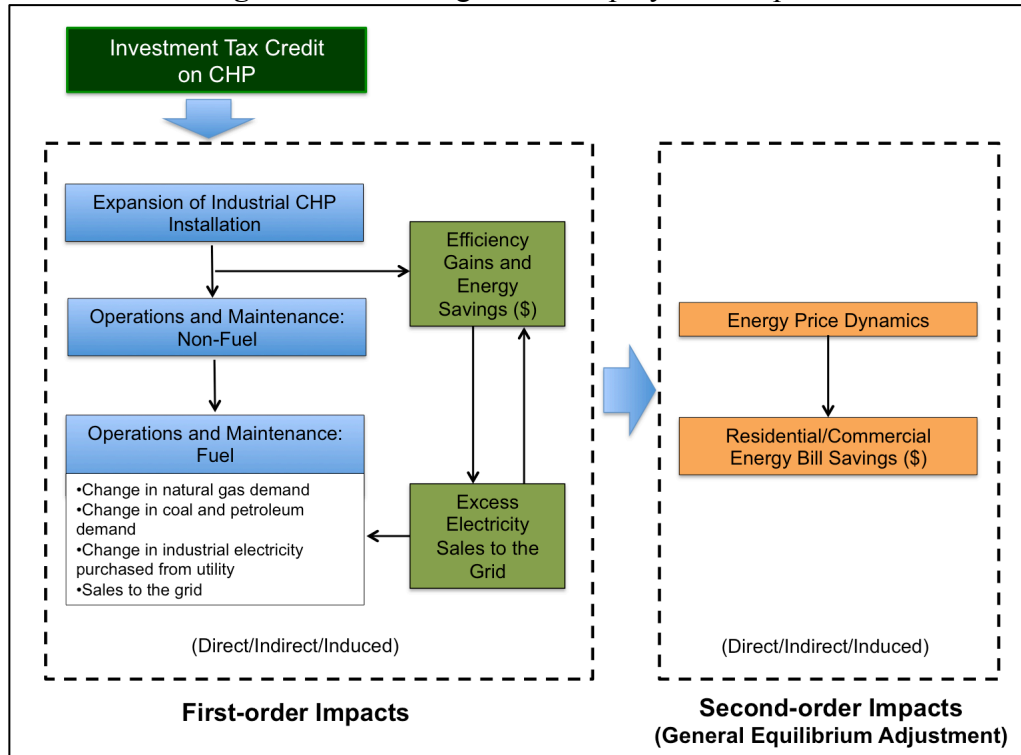 Investment Tax Credit
on CHP
Expansion of Industrial CHP
Installation
Efficiency
Gains and
Energy
Savings ($)
Operations and Maintenance:
Non-Fuel
Operations and Maintenance:
Fuel
•Change in natural gas demand
•Change in coal and petroleum
demand
•Change in industrial electricity
purchased from utility
•Sales to the grid
Excess
Electricity
Sales to the
Grid
(Direct/Indirect/Induced)
First-order Impacts
Energy Price Dynamics
Residential/Commercial
Energy Bill Savings ($)
(Direct/Indirect/Induced)
Second-order Impacts
(General Equilibrium Adjustment)